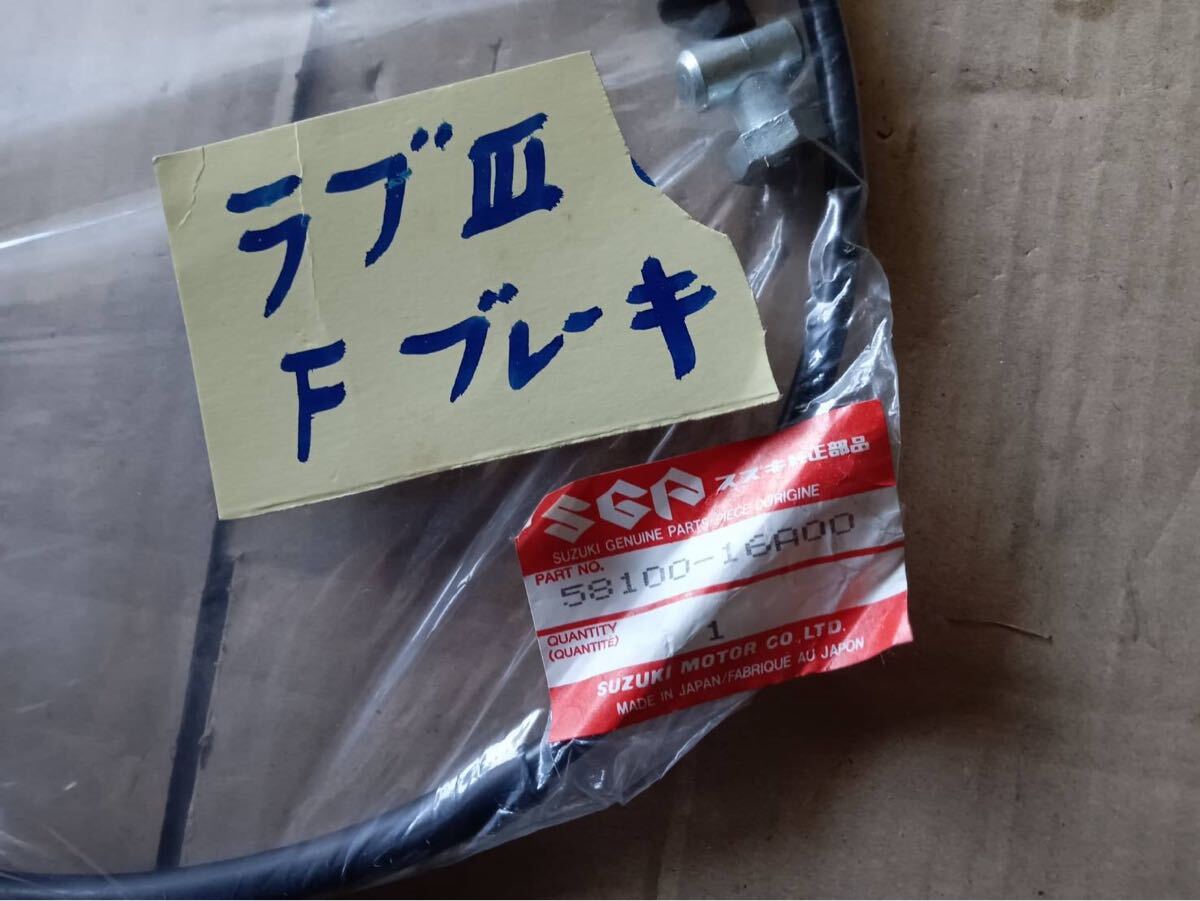 ラブⅢ
F ブレーキ
SGP スズキ純正部品
SUZUKI GENUINE PARTS PIECE D'ORIGINE
PART NO.
58100-16A00
QUANTITY
(QUANTITÉ)
1
SUZUKI MOTOR CO.,LTD.
MADE IN JAPAN/FABRIQUE AU JAPON